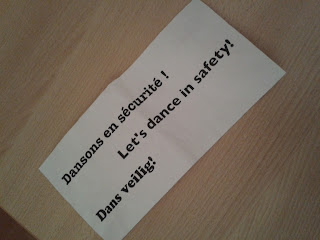 Dansons en sécurité !
Let's dance in safety!
Dans veilig!